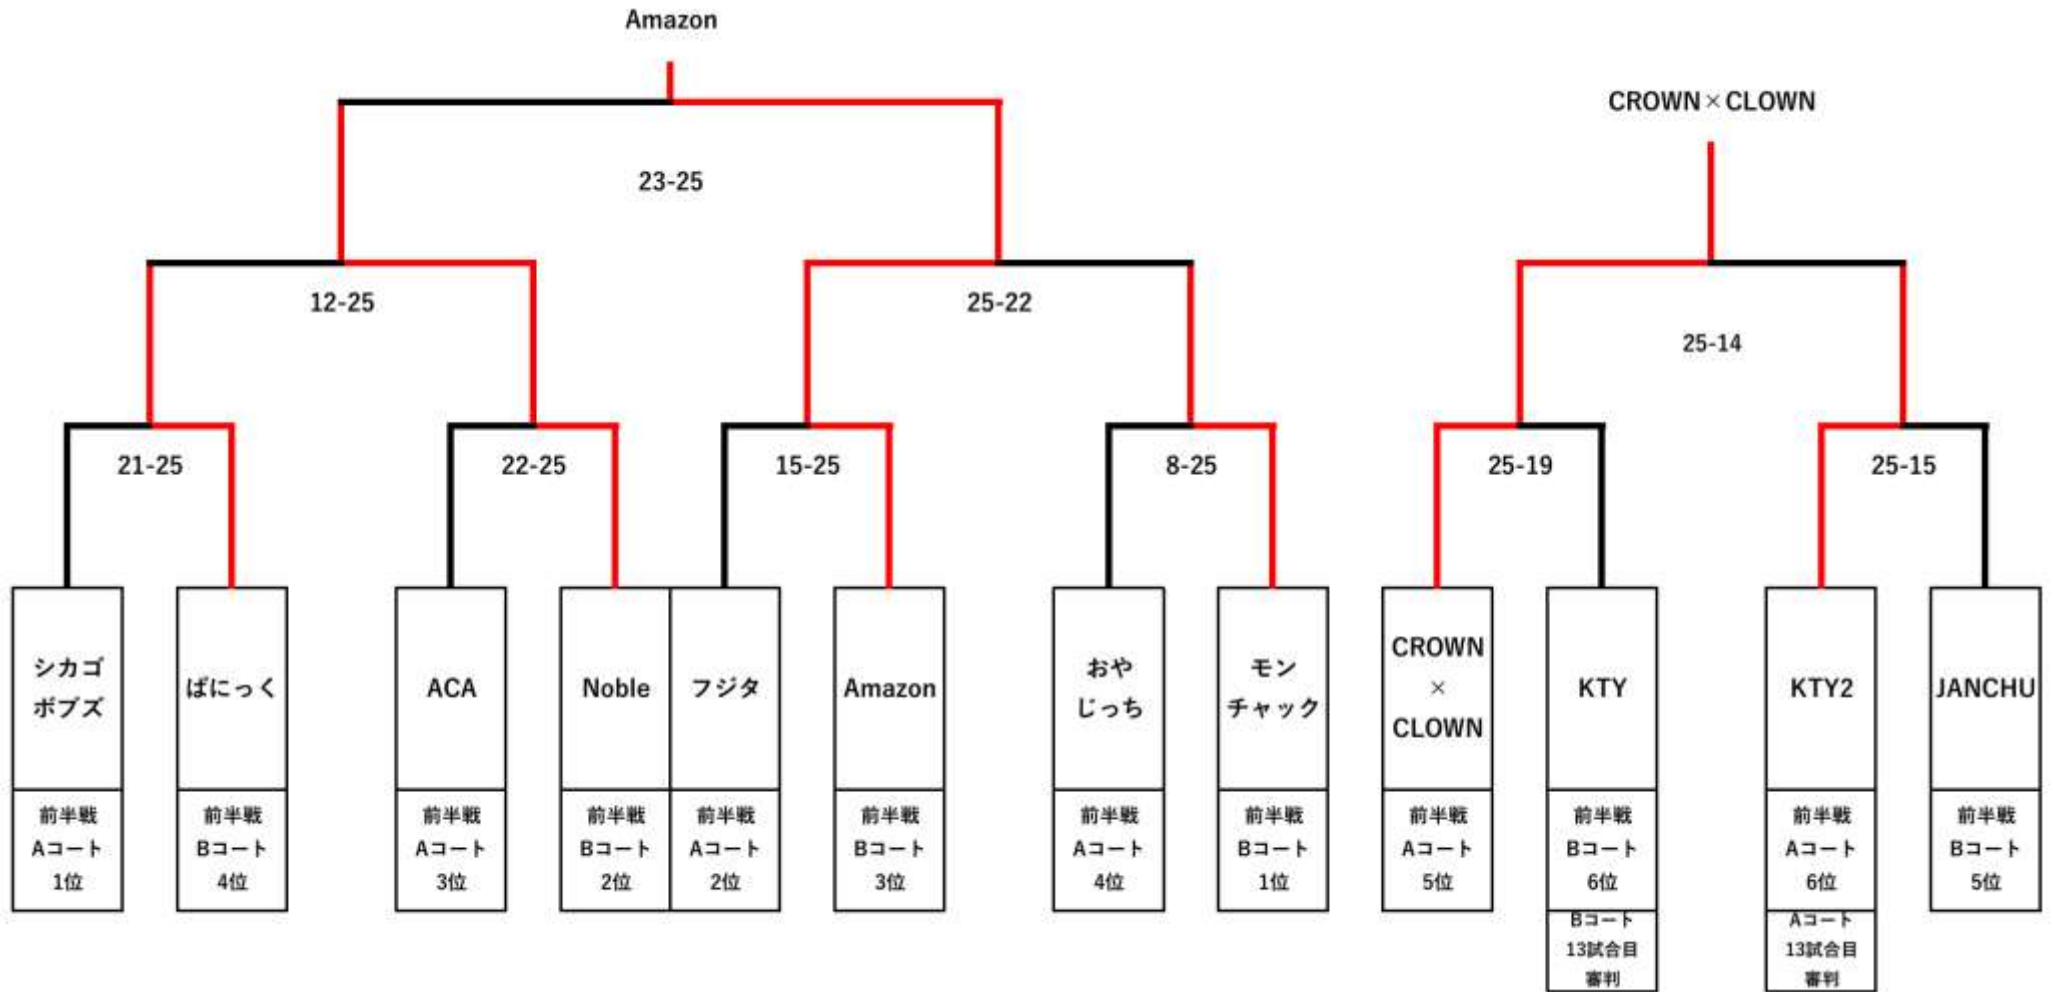 Amazon
CROWN×CLOWN
23-25
12-25
25-22
25-14
21-25
22-25
15-25
8-25
25-19
25-15
シカゴ
ボブズ
ぱにっく
ACA
Noble
フジタ
Amazon
おや
じっち
モン
チャック
CROWN
×
CLOWN
KTY
KTY2
JANCHU
前半戦
Aコート
1位
前半戦
Bコート
4位
前半戦
Aコート
3位
前半戦
Bコート
2位
前半戦
Aコート
2位
前半戦
Bコート
3位
前半戦
Aコート
4位
前半戦
Bコート
1位
前半戦
Aコート
5位
前半戦
Bコート
6位
前半戦
Aコート
6位
前半戦
Bコート
5位
Bコート
13試合目
審判
Aコート
13試合目
審判